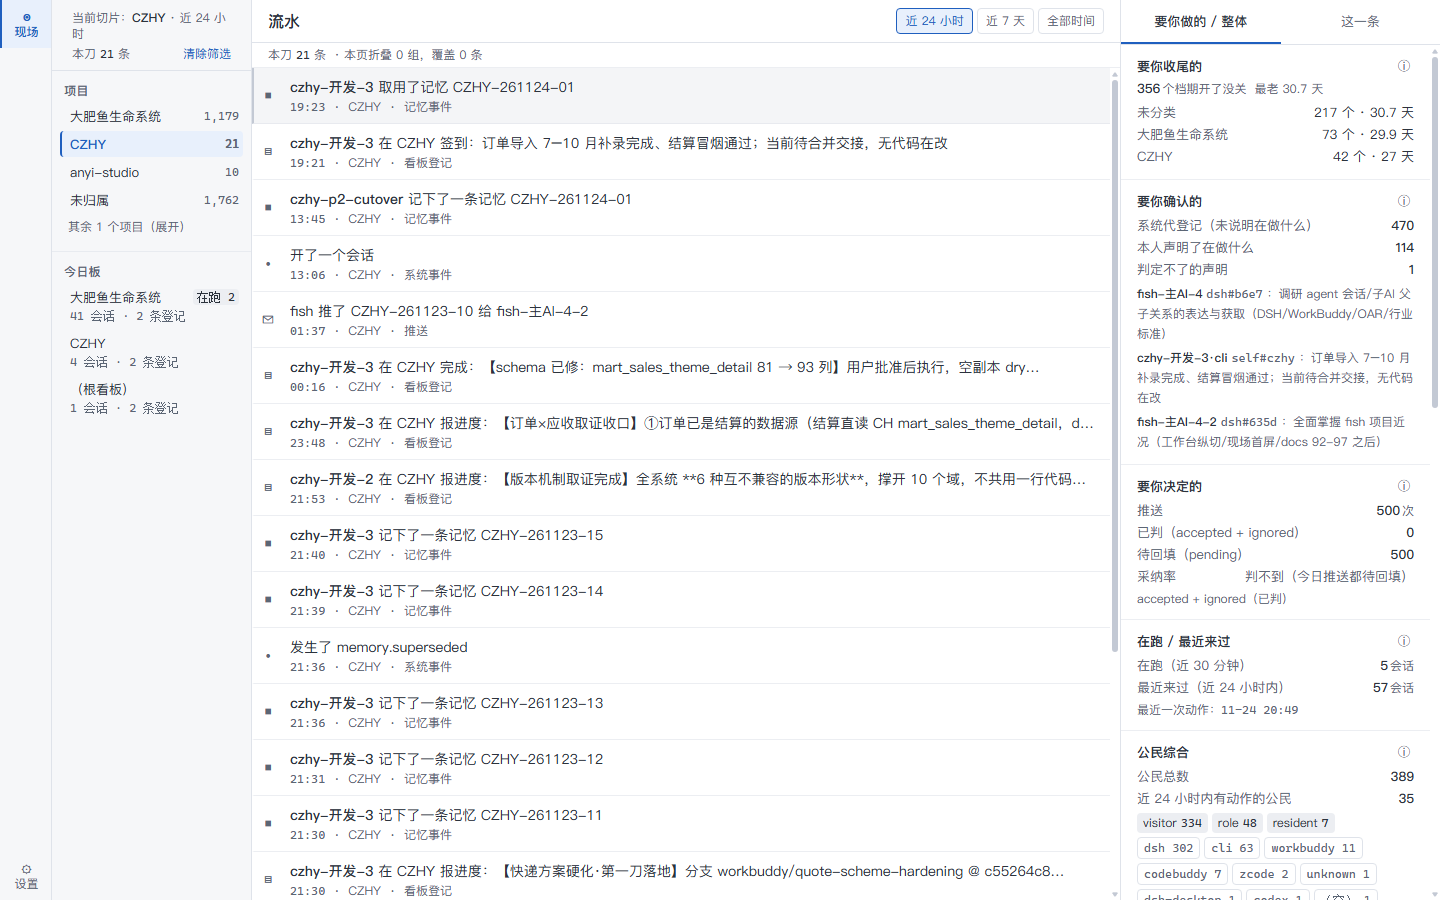 现场
设置
当前切片：CZHY · 近 24 小
时
本刀 21 条
清除筛选
项目
大肥鱼生命系统 1,179
CZHY 21
anyi-studio 10
未归属 1,762
其余 1 个项目（展开）
今日板
大肥鱼生命系统 在跑 2
41 会话 · 2 条登记
CZHY
4 会话 · 2 条登记
（根看板）
1 会话 · 2 条登记
流水
近 24 小时
近 7 天
全部时间
本刀 21 条 · 本页折叠 0 组，覆盖 0 条
czhy-开发-3 取用了记忆 CZHY-261124-01
19:23 · CZHY · 记忆事件
czhy-开发-3 在 CZHY 签到：订单导入 7—10 月补录完成、结算冒烟通过；当前待合并交接，无代码在改
19:21 · CZHY · 看板登记
czhy-p2-cutover 记下了一条记忆 CZHY-261124-01
13:45 · CZHY · 记忆事件
开了一个会话
13:06 · CZHY · 系统事件
fish 推了 CZHY-261123-10 给 fish-主AI-4-2
01:37 · CZHY · 推送
czhy-开发-3 在 CZHY 完成：【schema 已修：mart_sales_theme_detail 81 → 93 列】用户批准后执行，空副本 dry…
00:16 · CZHY · 看板登记
czhy-开发-3 在 CZHY 报进度：【订单×应收取证收口】①订单已是结算的数据源（结算直读 CH mart_sales_theme_detail，d…
23:48 · CZHY · 看板登记
czhy-开发-2 在 CZHY 报进度：【版本机制取证完成】全系统 **6 种互不兼容的版本形状**，撑开 10 个域，不共用一行代码…
21:53 · CZHY · 看板登记
czhy-开发-3 记下了一条记忆 CZHY-261123-15
21:40 · CZHY · 记忆事件
czhy-开发-3 记下了一条记忆 CZHY-261123-14
21:39 · CZHY · 记忆事件
发生了 memory.superseded
21:36 · CZHY · 系统事件
czhy-开发-3 记下了一条记忆 CZHY-261123-13
21:36 · CZHY · 记忆事件
czhy-开发-3 记下了一条记忆 CZHY-261123-12
21:31 · CZHY · 记忆事件
czhy-开发-3 记下了一条记忆 CZHY-261123-11
21:30 · CZHY · 记忆事件
czhy-开发-3 在 CZHY 报进度：【快递方案硬化·第一刀落地】分支 workbuddy/quote-scheme-hardening @ c55264c8…
21:30 · CZHY · 看板登记
要你做的 / 整体
这一条
要你收尾的
356 个档期开了没关 最老 30.7 天
未分类 217 个 · 30.7 天
大肥鱼生命系统 73 个 · 29.9 天
CZHY 42 个 · 27 天
要你确认的
系统代登记（未说明在做什么） 470
本人声明了在做什么 114
判定不了的声明 1
fish-主AI-4 dsh#b6e7 ：调研 agent 会话/子AI 父
子关系的表达与获取（DSH/WorkBuddy/OAR/行业
标准）
czhy-开发-3·cli self#czhy ：订单导入 7—10 月
补录完成、结算冒烟通过；当前待合并交接，无代码
在改
fish-主AI-4-2 dsh#635d ：全面掌握 fish 项目近
况（工作台纵切/现场首屏/docs 92-97 之后）
要你决定的
推送 500 次
已判（accepted + ignored） 0
待回填（pending） 500
采纳率 判不到（今日推送都待回填）
accepted + ignored（已判）
在跑 / 最近来过
在跑（近 30 分钟） 5 会话
最近来过（近 24 小时内） 57 会话
最近一次动作：11-24 20:49
公民综合
公民总数 389
近 24 小时内有动作的公民 35
visitor 334 role 48 resident 7
dsh 302 cli 63 workbuddy 11
codebuddy 7 zcode 2 unknown 1
dsh-desktop 1 codex 1 （空） 1